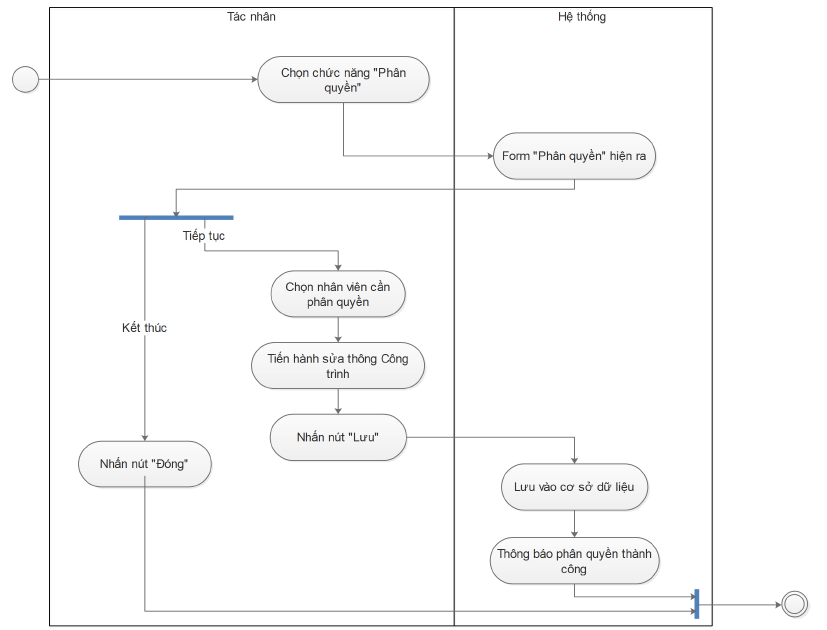 Tác nhân
Hệ thống
Chọn chức năng "Phân
quyền"
Form "Phân quyền" hiện ra
Tiếp tục
Chọn nhân viên cần
phân quyền
Kết thúc
Tiến hành sửa thông Công
trình
Nhấn nút "Lưu"
Nhấn nút "Đóng"
Lưu vào cơ sở dữ liệu
Thông báo phân quyền thành
công